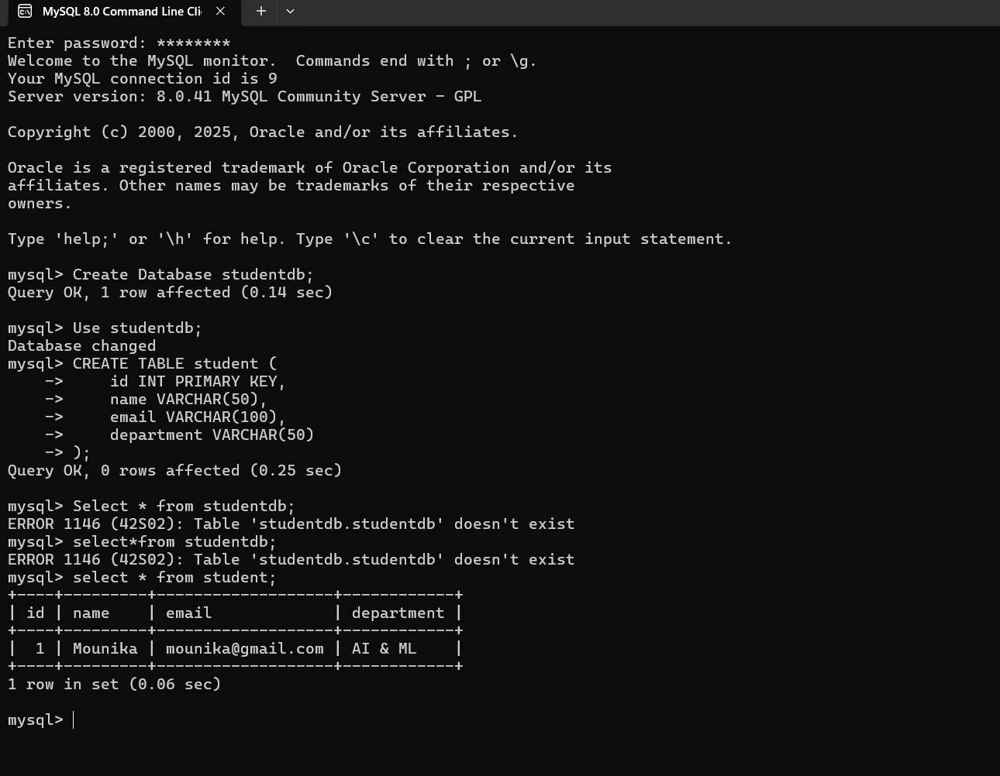 MySQL 8.0 Command Line Cli
Enter password: ********
Welcome to the MySQL monitor.  Commands end with ; or \g.
Your MySQL connection id is 9
Server version: 8.0.41 MySQL Community Server - GPL

Copyright (c) 2000, 2025, Oracle and/or its affiliates.

Oracle is a registered trademark of Oracle Corporation and/or its
affiliates. Other names may be trademarks of their respective
owners.

Type 'help;' or '\h' for help. Type '\c' to clear the current input statement.

mysql> Create Database studentdb;
Query OK, 1 row affected (0.14 sec)

mysql> Use studentdb;
Database changed
mysql> CREATE TABLE student (
    ->     id INT PRIMARY KEY,
    ->     name VARCHAR(50),
    ->     email VARCHAR(100),
    ->     department VARCHAR(50)
    -> );
Query OK, 0 rows affected (0.25 sec)

mysql> Select * from studentdb;
ERROR 1146 (42S02): Table 'studentdb.studentdb' doesn't exist
mysql> select*from studentdb;
ERROR 1146 (42S02): Table 'studentdb.studentdb' doesn't exist
mysql> select * from student;
+----+---------+-------------------+------------+
| id | name    | email             | department |
+----+---------+-------------------+------------+
|  1 | Mounika | mounika@gmail.com | AI & ML    |
+----+---------+-------------------+------------+
1 row in set (0.06 sec)

mysql>